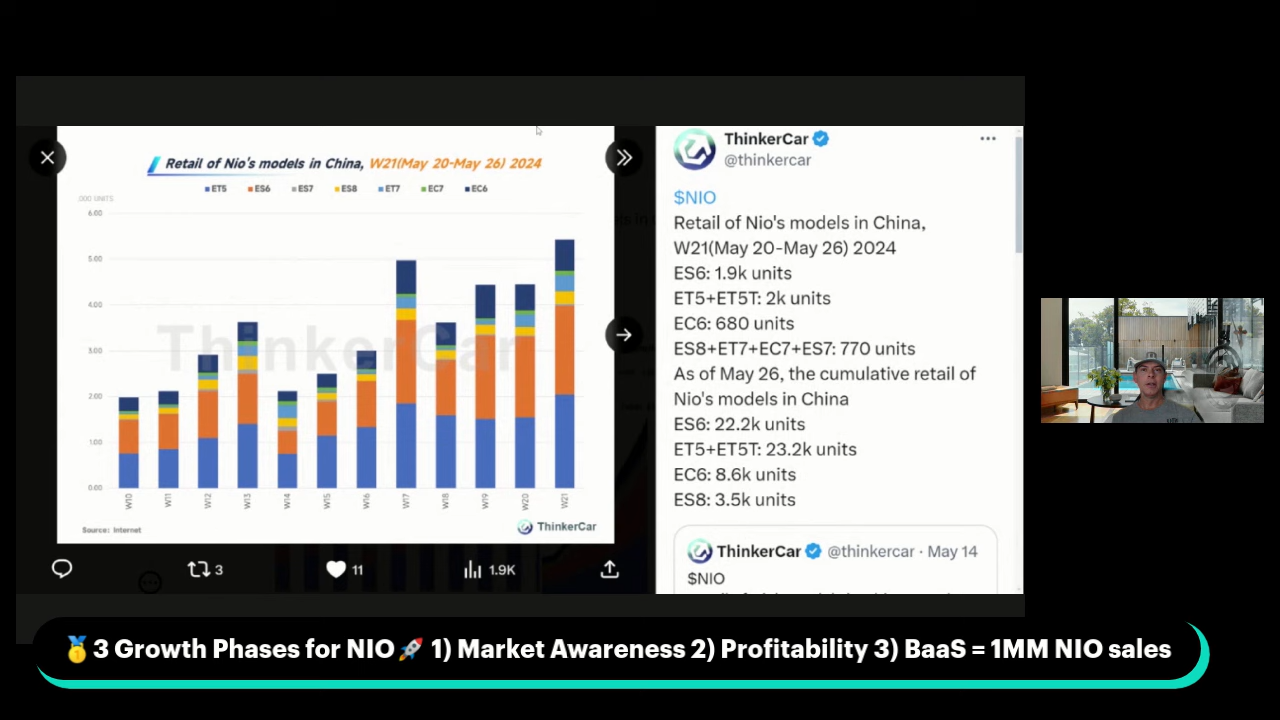 Retail of Nio's models in China, W21(May 20-May 26) 2024
ET5 ES6 ES7 ES8 ET7 EC7 EC6
,000 UNITS
6.00
5.00
4.00
3.00
2.00
1.00
0.00
W10 W11 W12 W13 W14 W15 W16 W17 W18 W19 W20 W21
ThinkerCar
Source: Internet
ThinkerCar
3
11
1.9K
ThinkerCar
@thinkercar
$NIO
Retail of Nio's models in China,
W21(May 20-May 26) 2024
ES6: 1.9k units
ET5+ET5T: 2k units
EC6: 680 units
ES8+ET7+EC7+ES7: 770 units
As of May 26, the cumulative retail of
Nio's models in China
ES6: 22.2k units
ET5+ET5T: 23.2k units
EC6: 8.6k units
ES8: 3.5k units
ThinkerCar @thinkercar · May 14
$NIO
🥇3 Growth Phases for NIO🚀 1) Market Awareness 2) Profitability 3) BaaS = 1MM NIO sales